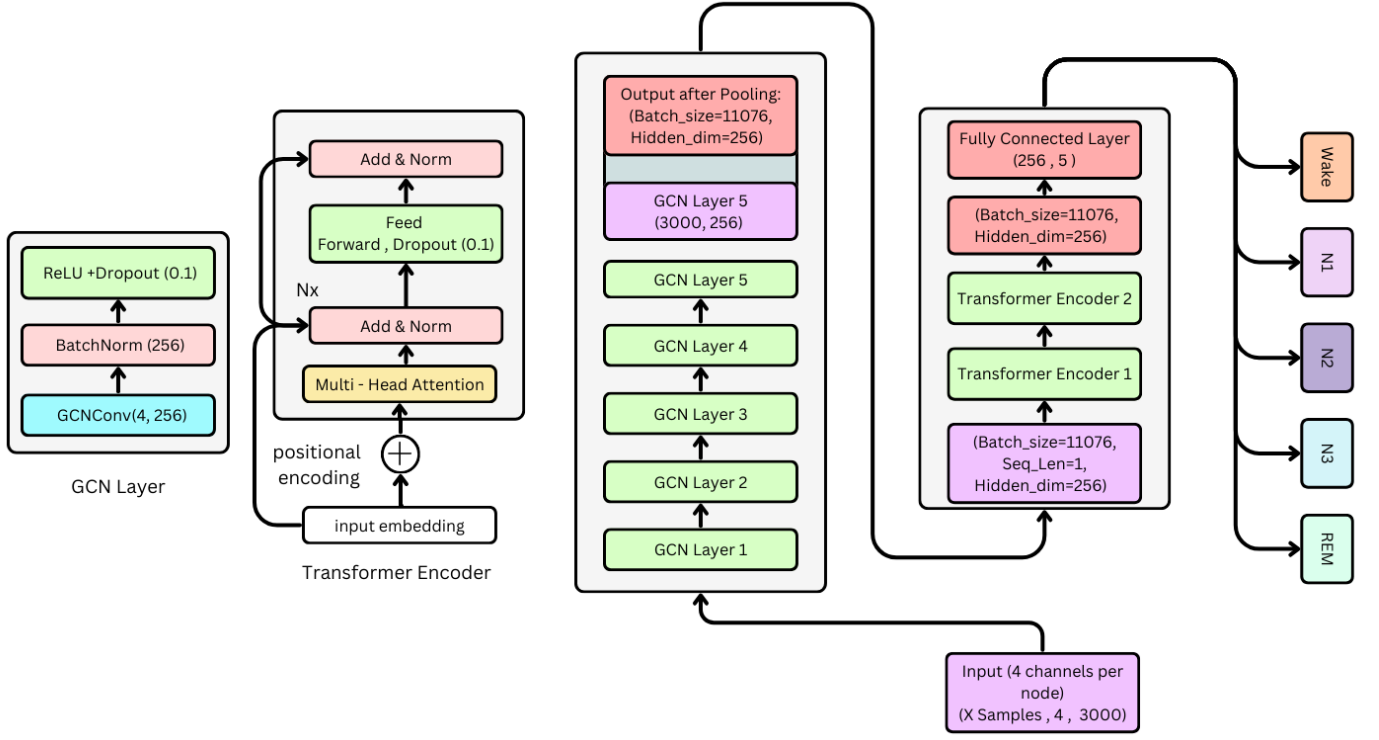 ReLU +Dropout (0.1)
BatchNorm (256)
GCNConv(4, 256)
GCN Layer
Add & Norm
Feed
Forward , Dropout (0.1)
Nx
Add & Norm
Multi - Head Attention
positional
encoding
input embedding
Transformer Encoder
Output after Pooling:
(Batch_size=11076,
Hidden_dim=256)
GCN Layer 5
(3000, 256)
GCN Layer 5
GCN Layer 4
GCN Layer 3
GCN Layer 2
GCN Layer 1
Fully Connected Layer
(256 , 5 )
(Batch_size=11076,
Hidden_dim=256)
Transformer Encoder 2
Transformer Encoder 1
(Batch_size=11076,
Seq_Len=1,
Hidden_dim=256)
Input (4 channels per
node)
(X Samples , 4 , 3000)
Wake
N1
N2
N3
REM